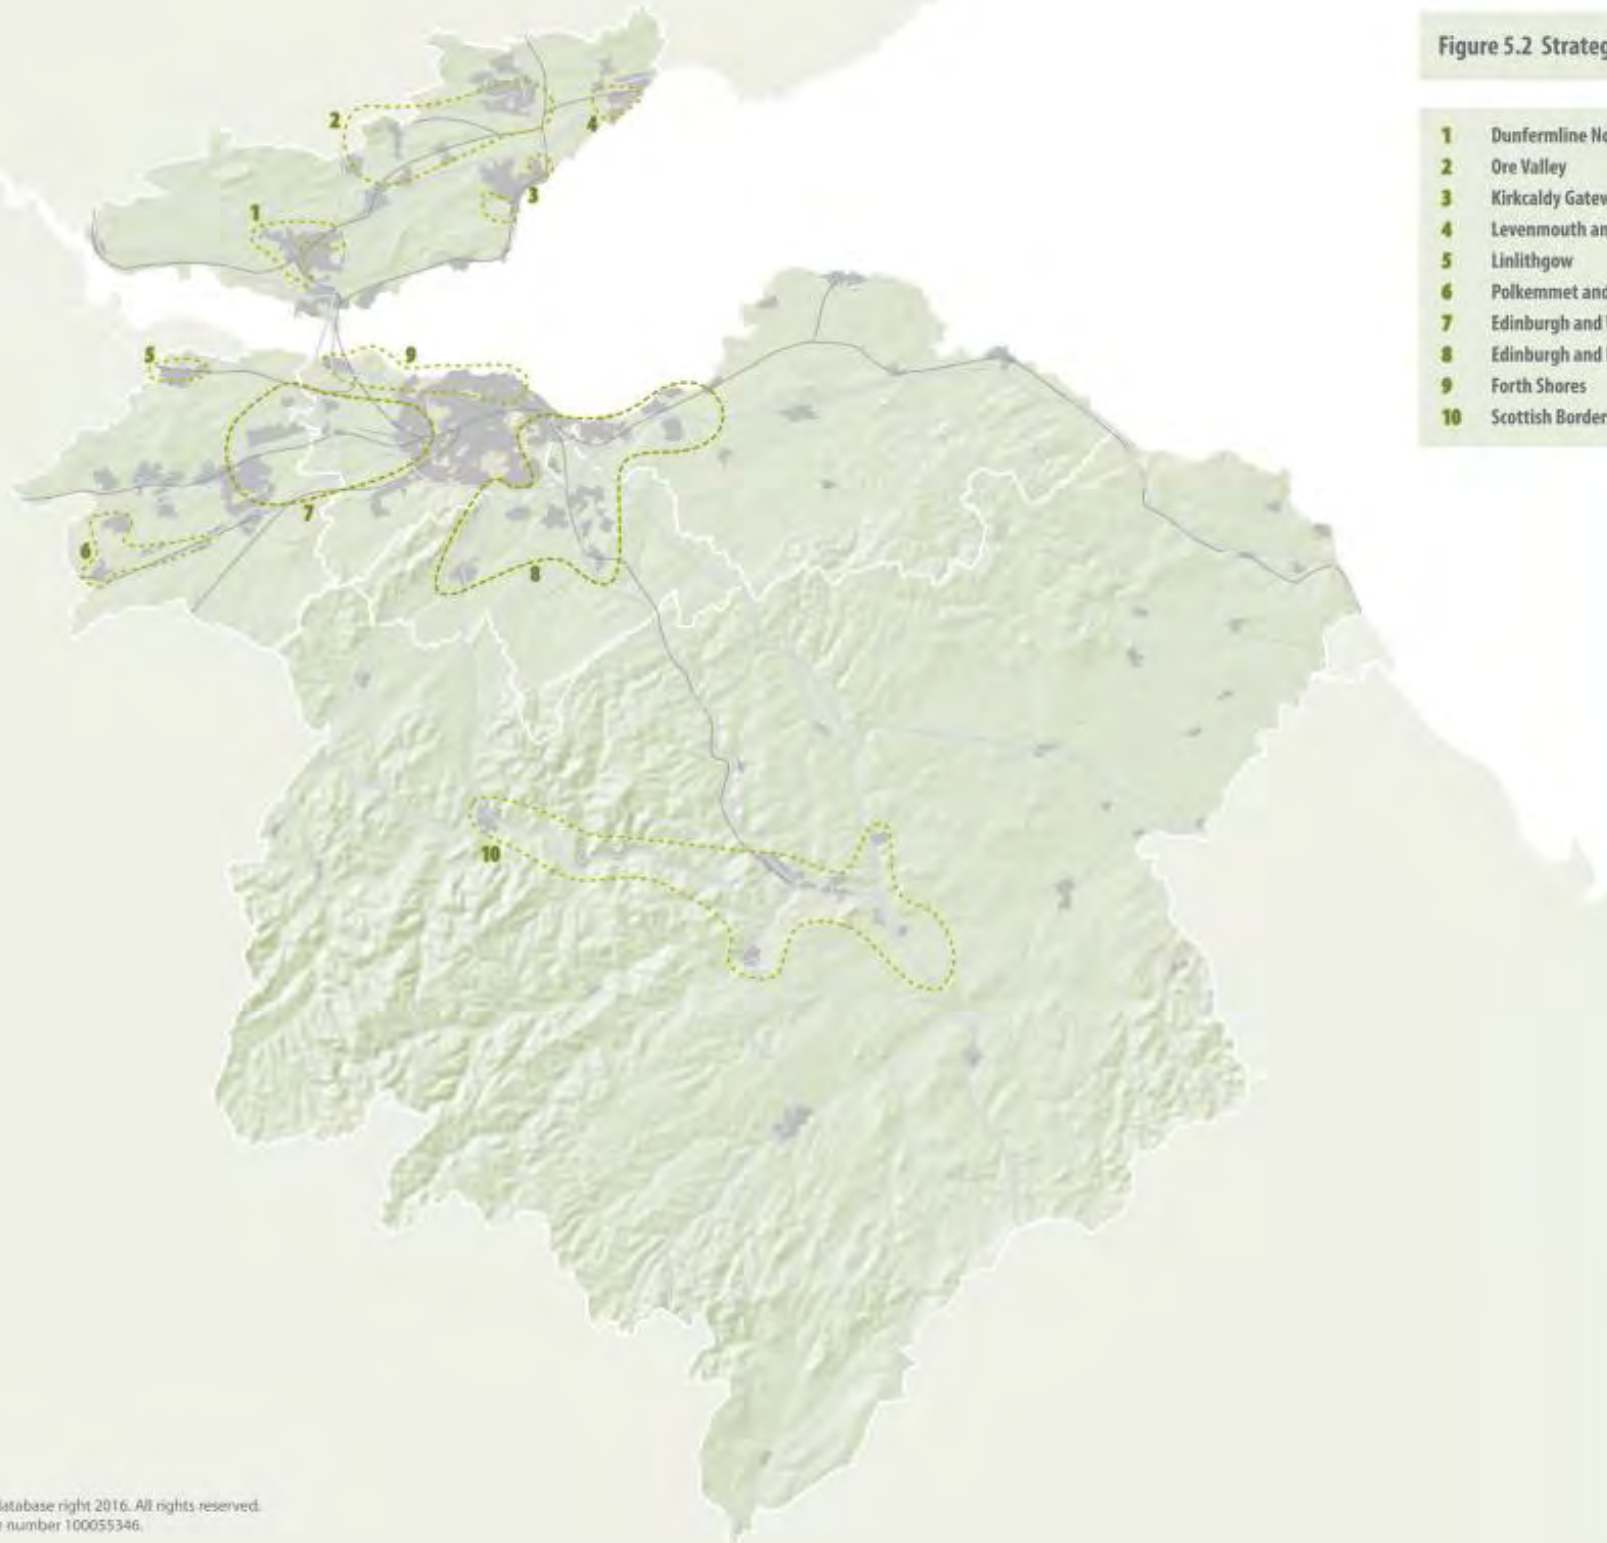 Figure 5.2 Strateg
1 Dunfermline No
2 Ore Valley
3 Kirkcaldy Gatew
4 Levenmouth an
5 Linlithgow
6 Polkemmet and
7 Edinburgh and
8 Edinburgh and
9 Forth Shores
10 Scottish Border
2
4
3
1
5
9
7
6
8
10
database right 2016. All rights reserved.
number 100055346.